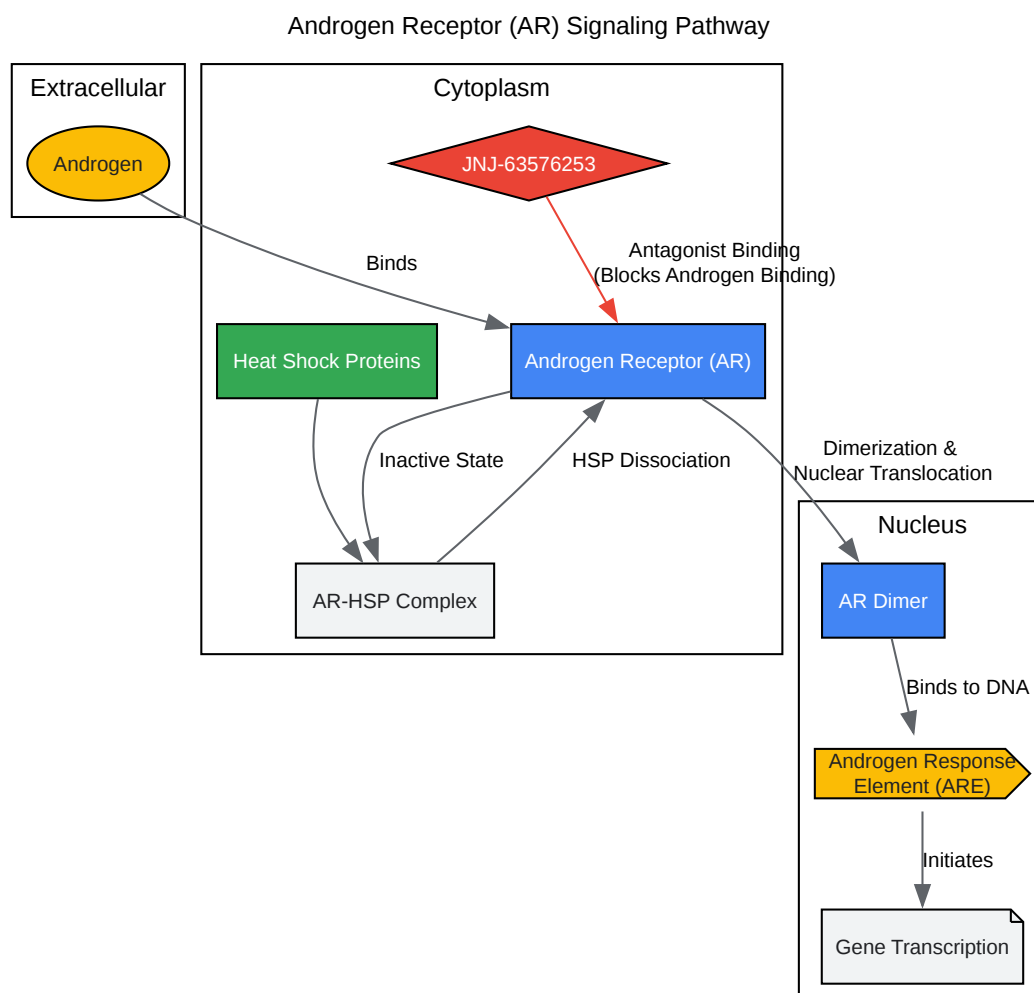 Androgen Receptor (AR) Signaling Pathway
Extracellular
Cytoplasm
Androgen
JNJ-63576253
Binds
Antagonist Binding
(Blocks Androgen Binding)
Heat Shock Proteins
Androgen Receptor (AR)
Inactive State
HSP Dissociation
Dimerization &
Nuclear Translocation
Nucleus
AR-HSP Complex
AR Dimer
Binds to DNA
Androgen Response
Element (ARE)
Initiates
Gene Transcription